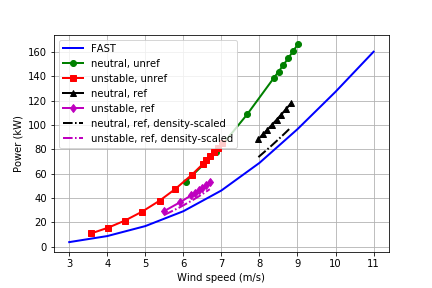 160
140
120
100
80
60
40
20
0
Power (kW)
FAST
neutral, unref
unstable, unref
neutral, ref
unstable, ref
neutral, ref, density-scaled
unstable, ref, density-scaled
3 4 5 6 7 8 9 10 11
Wind speed (m/s)